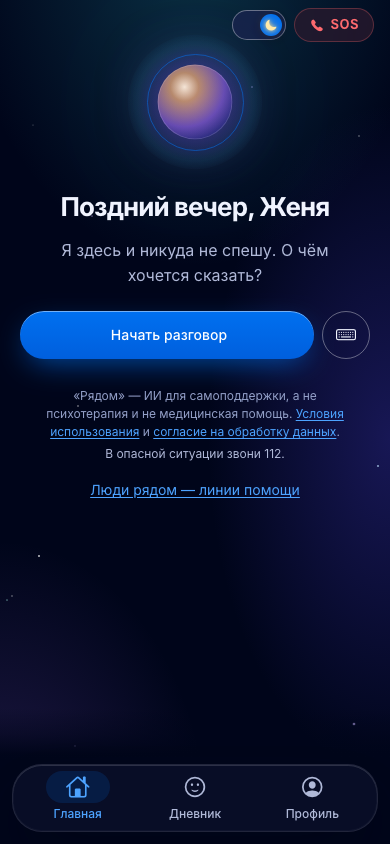 SOS
Поздний вечер, Женя
Я здесь и никуда не спешу. О чём
хочется сказать?
Начать разговор
«Рядом» — ИИ для самоподдержки, а не
психотерапия и не медицинская помощь. Условия
использования и согласие на обработку данных.
В опасной ситуации звони 112.
Люди рядом — линии помощи
Главная
Дневник
Профиль